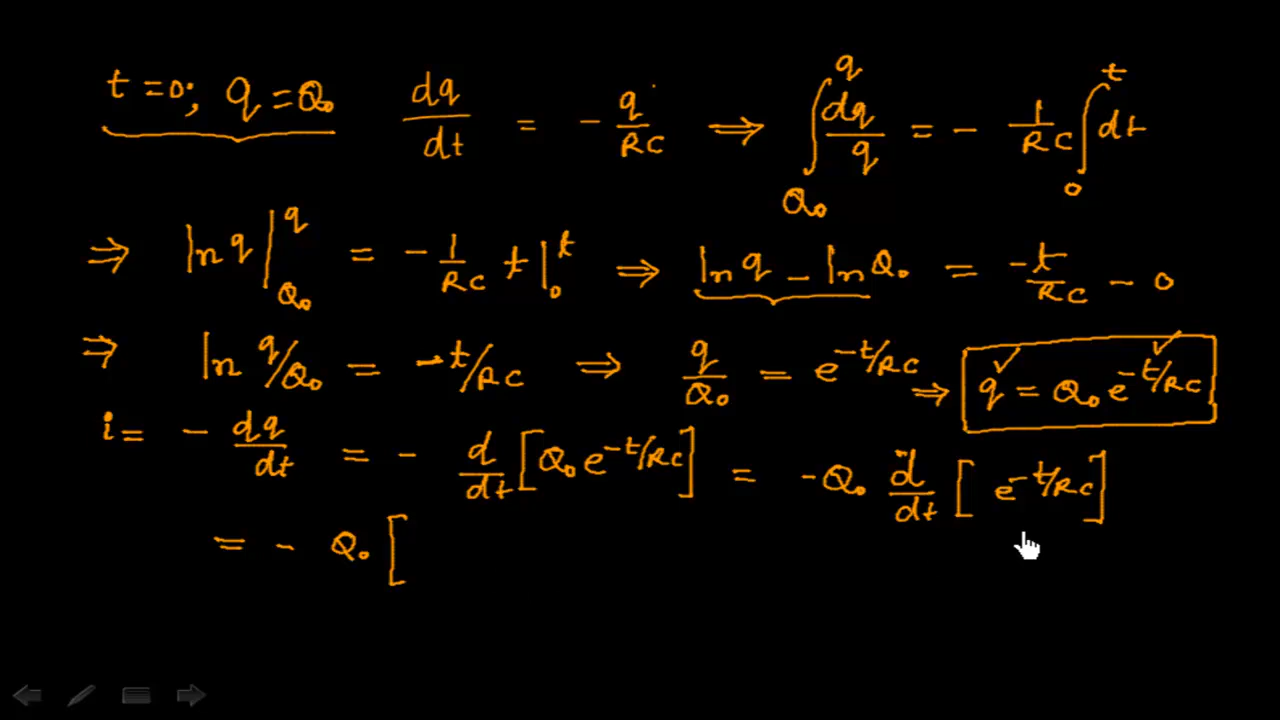 t = 0; q = Q₀ dq/dt = - q/RC ⇒ ∫_{Q₀}^{q} dq/q = - 1/RC ∫_{0}^{t} dt
⇒ ln q |_{Q₀}^{q} = - 1/RC t |_{0}^{t} ⇒ ln q - ln Q₀ = -t/RC - 0
⇒ ln q/Q₀ = - t/RC ⇒ q/Q₀ = e^{-t/RC} ⇒ q = Q₀ e^{-t/RC}
i = - dq/dt = - d/dt [Q₀ e^{-t/RC}] = -Q₀ d/dt [e^{-t/RC}]
= - Q₀ [